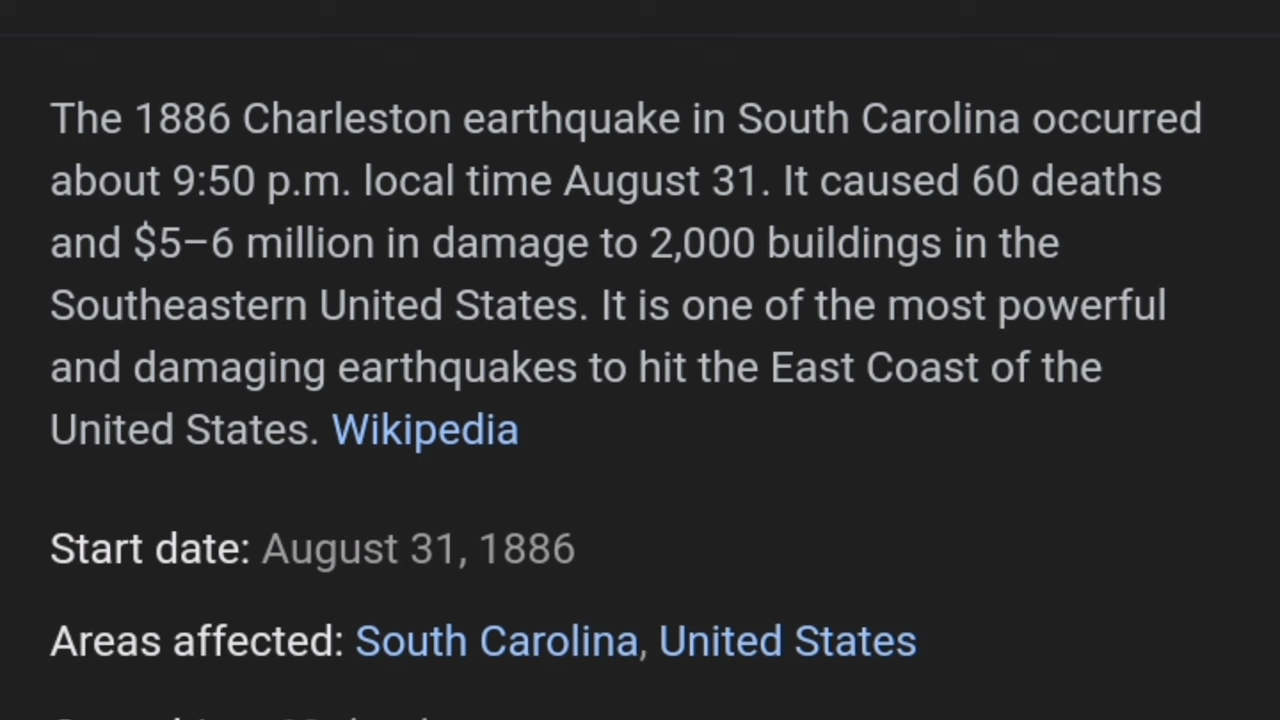 The 1886 Charleston earthquake in South Carolina occurred
about 9:50 p.m. local time August 31. It caused 60 deaths
and $5–6 million in damage to 2,000 buildings in the
Southeastern United States. It is one of the most powerful
and damaging earthquakes to hit the East Coast of the
United States. Wikipedia
Start date: August 31, 1886
Areas affected: South Carolina, United States